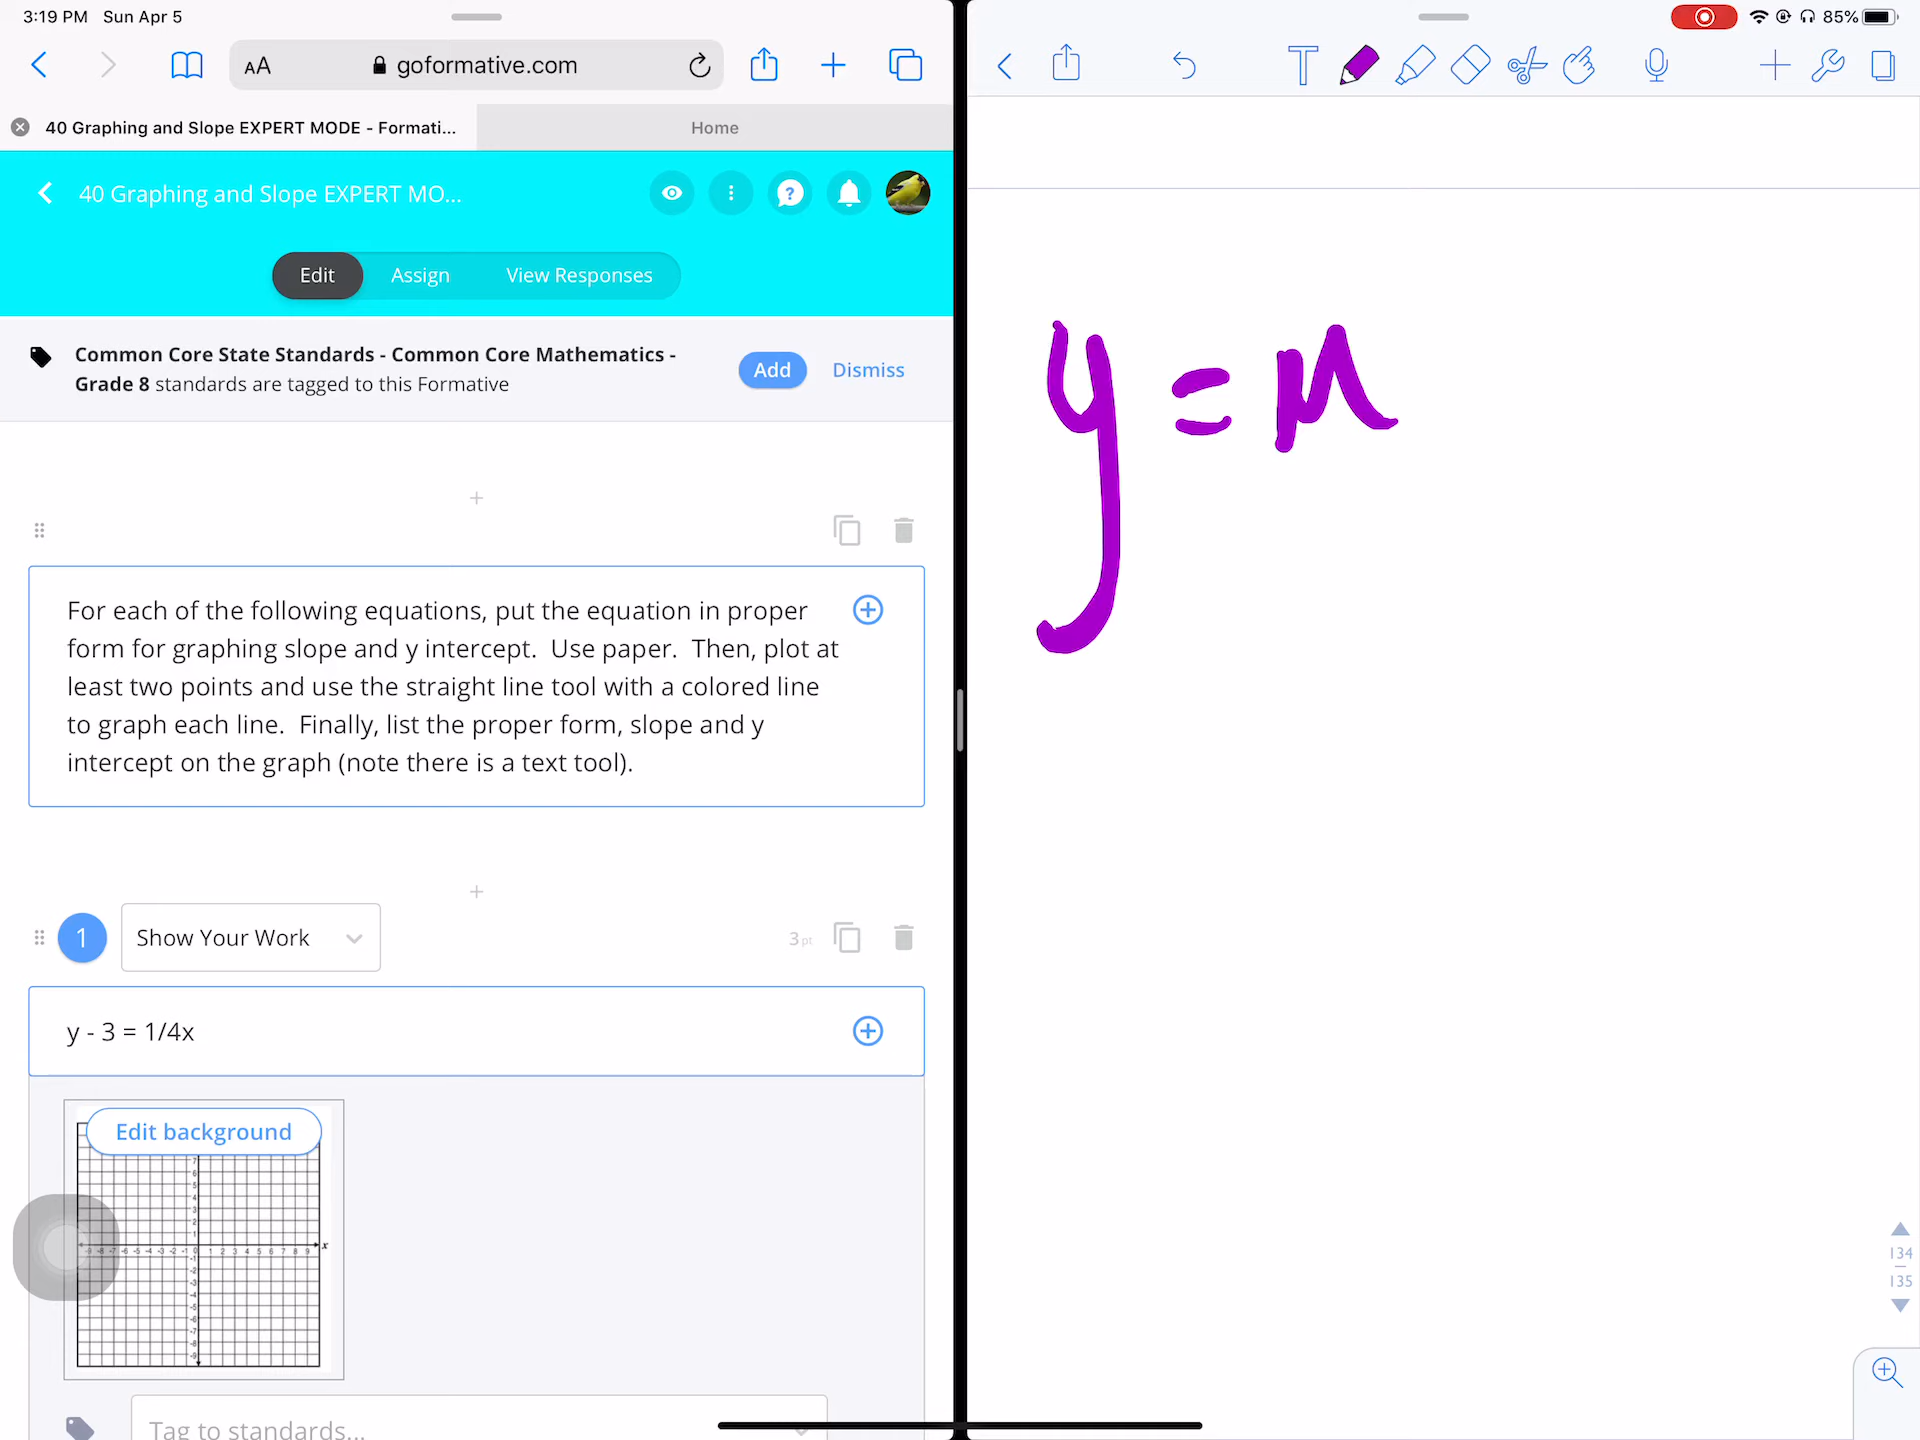 3:19 PM Sun Apr 5
85%
AA goformative.com
40 Graphing and Slope EXPERT MODE - Formati...
Home
40 Graphing and Slope EXPERT MO...
?
Edit Assign View Responses
Common Core State Standards - Common Core Mathematics -
Grade 8 standards are tagged to this Formative
Add Dismiss
For each of the following equations, put the equation in proper
form for graphing slope and y intercept. Use paper. Then, plot at
least two points and use the straight line tool with a colored line
to graph each line. Finally, list the proper form, slope and y
intercept on the graph (note there is a text tool).
1 Show Your Work 3 pt
y - 3 = 1/4x
Edit background
x
Tag to standards...
T
y = m
134
135